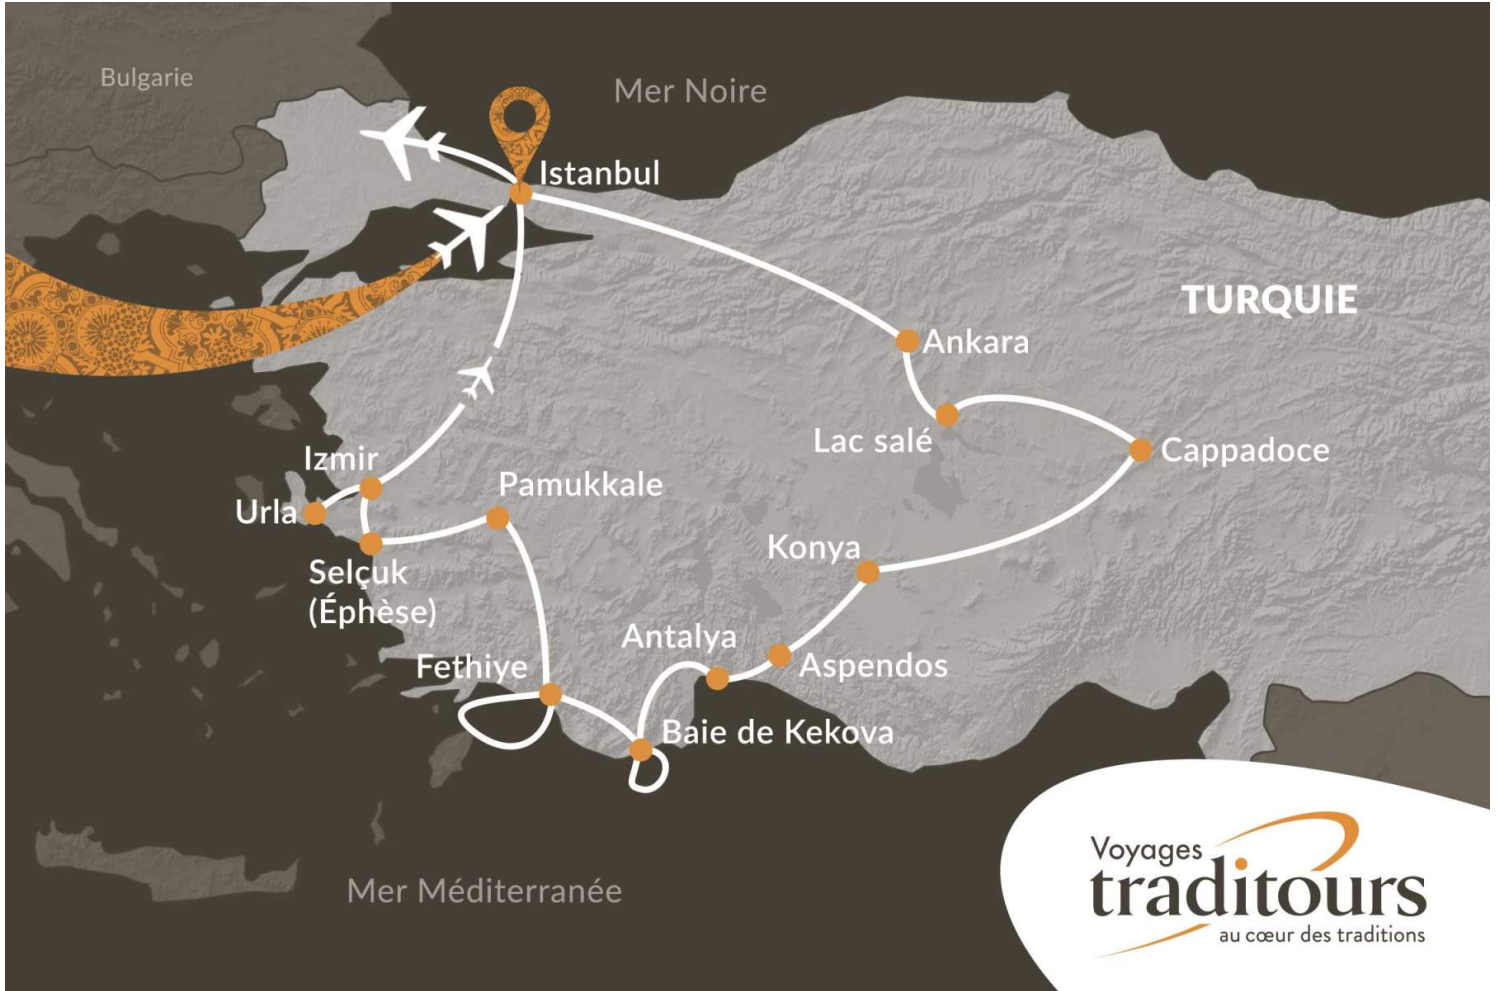 Bulgarie
Mer Noire
Istanbul
TURQUIE
Ankara
Lac salé
Cappadoce
Izmir
Pamukkale
Urla
Konya
Selçuk
(Éphèse)
Antalya
Fethiye
Aspendos
Baie de Kekova
Mer Méditerranée
Voyages
traditours
au cœur des traditions